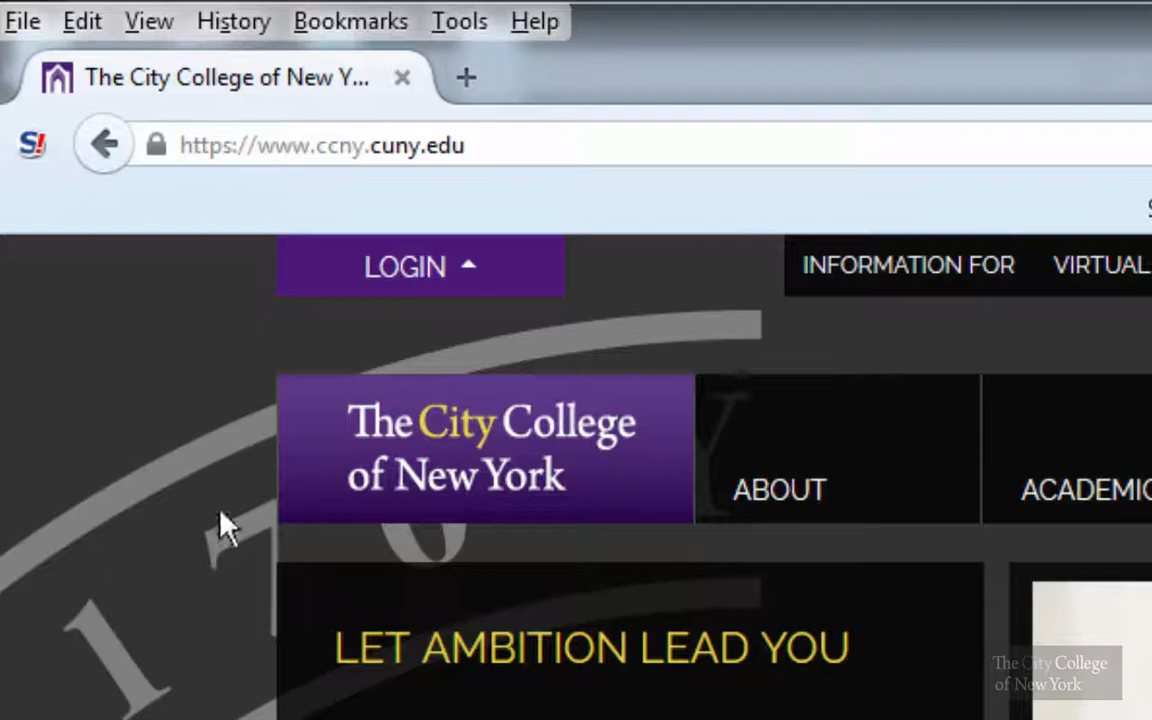 File Edit View History Bookmarks Tools Help
The City College of New Y...
S! https://www.ccny.cuny.edu
LOGIN INFORMATION FOR VIRTUAL
The City College
of New York
ABOUT ACADEMIC
LET AMBITION LEAD YOU
The City College
of New York